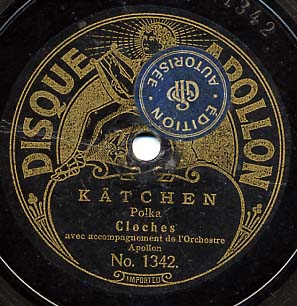 1342
DISQUE APOLLON
ÉDITION AUTORISÉE
KÄTCHEN
Polka
Cloches
avec accompagnement de l'Orchestre
Apollon
No. 1342.
IMPORTED